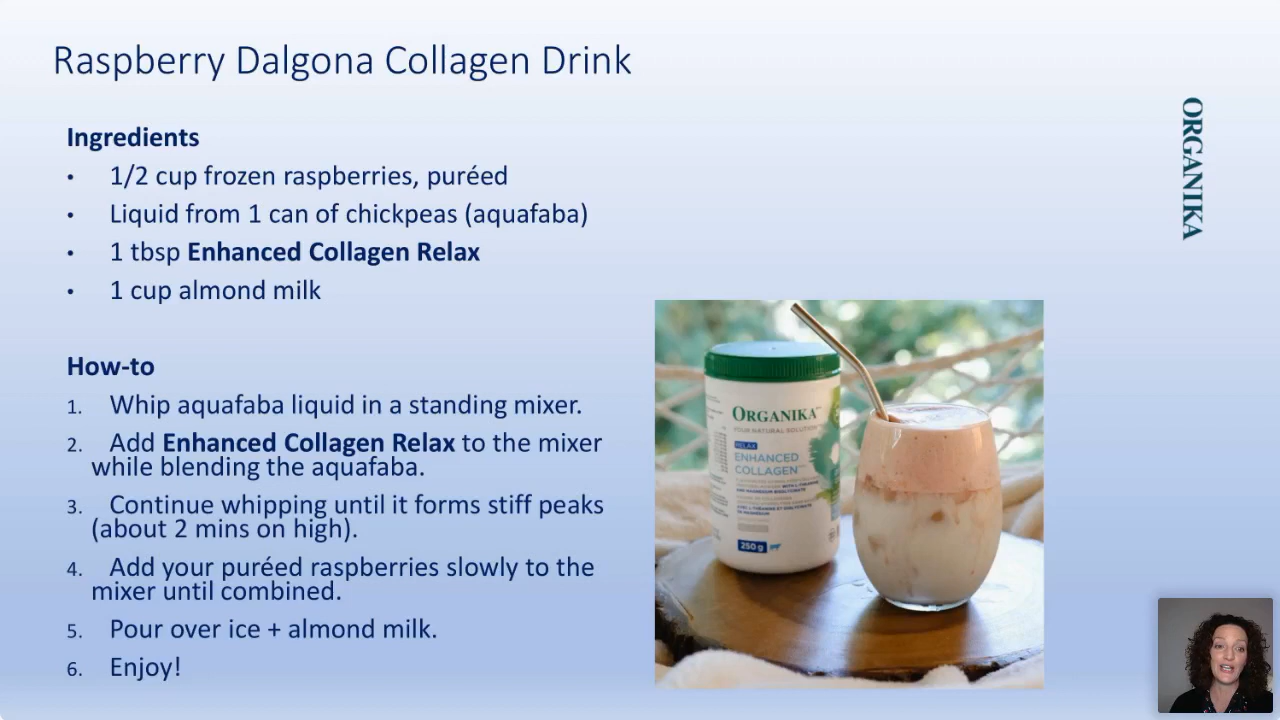 Raspberry Dalgona Collagen Drink
ORGANIKA
Ingredients
• 1/2 cup frozen raspberries, puréed
• Liquid from 1 can of chickpeas (aquafaba)
• 1 tbsp Enhanced Collagen Relax
• 1 cup almond milk
How-to
1. Whip aquafaba liquid in a standing mixer.
2. Add Enhanced Collagen Relax to the mixer
while blending the aquafaba.
3. Continue whipping until it forms stiff peaks
(about 2 mins on high).
4. Add your puréed raspberries slowly to the
mixer until combined.
5. Pour over ice + almond milk.
6. Enjoy!
ORGANIKA
YOUR NATURAL SOLUTION
RELAX
ENHANCED
COLLAGEN
250 g